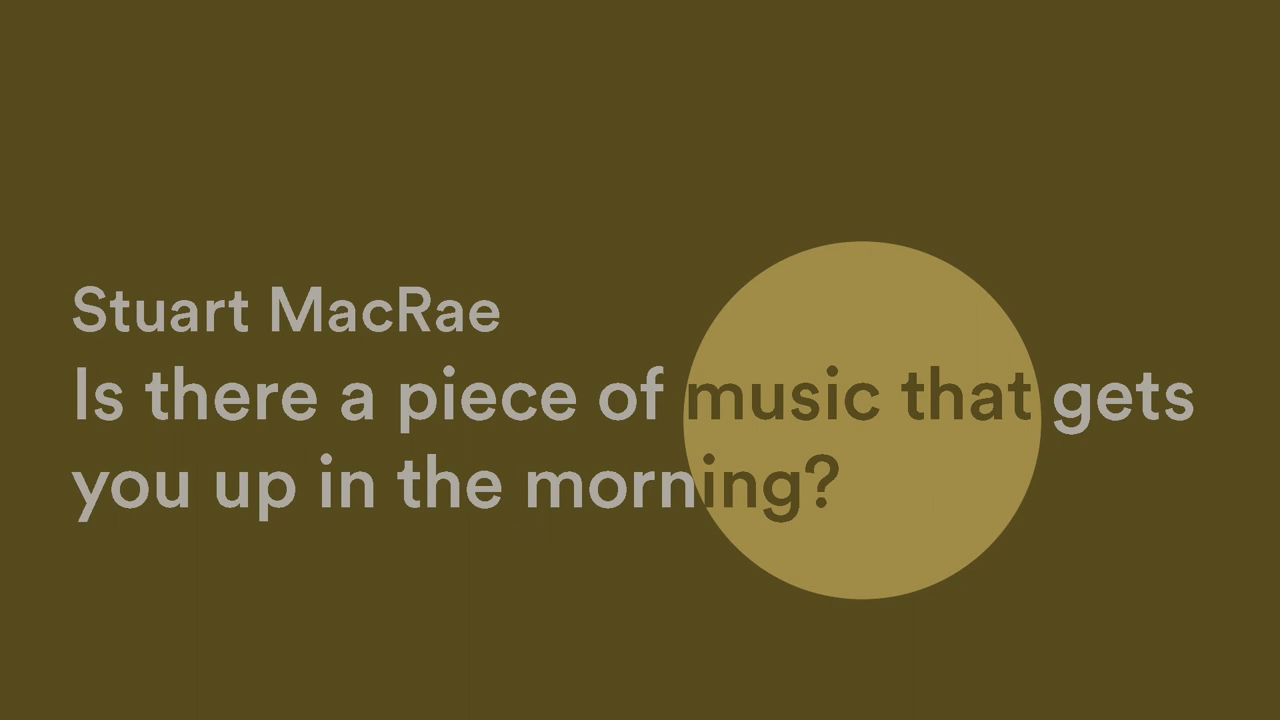 Stuart MacRae
Is there a piece of music that gets
you up in the morning?